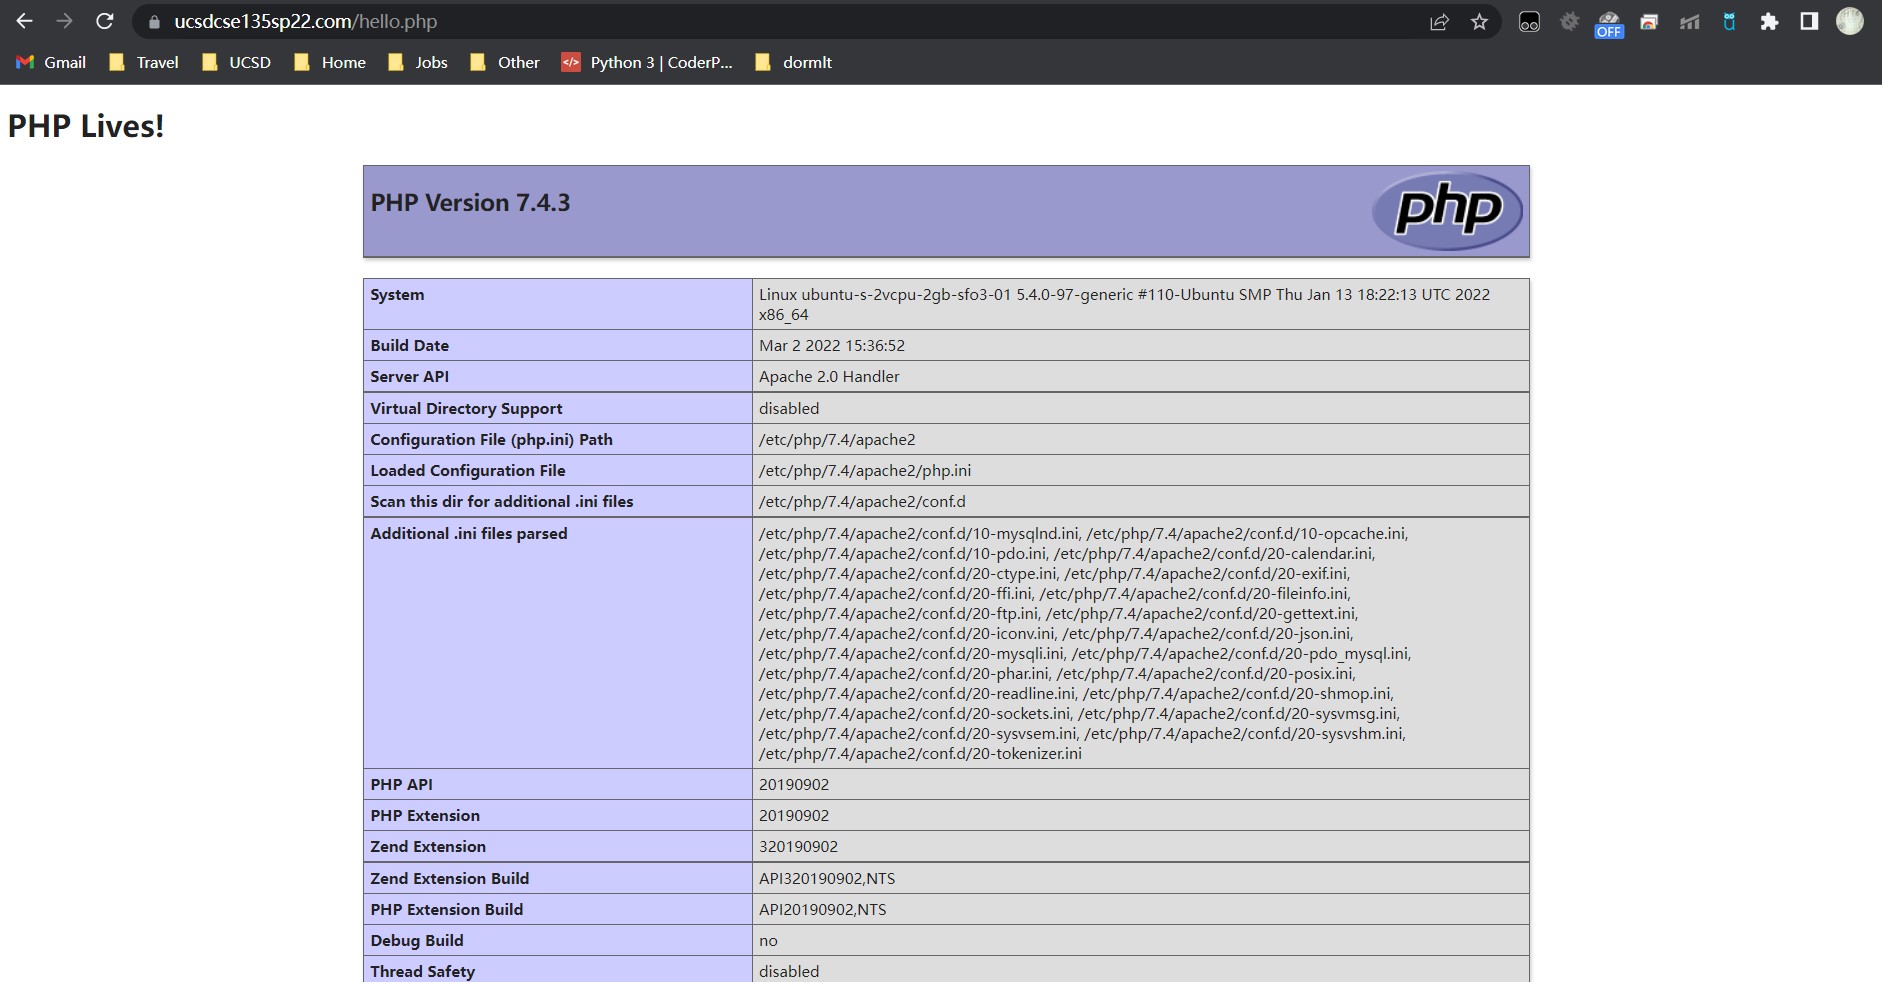 ucsdcse135sp22.com/hello.php
OFF
Gmail Travel UCSD Home Jobs Other Python 3 | CoderP... dormIt
PHP Lives!
PHP Version 7.4.3
php
System Linux ubuntu-s-2vcpu-2gb-sfo3-01 5.4.0-97-generic #110-Ubuntu SMP Thu Jan 13 18:22:13 UTC 2022
x86_64
Build Date Mar 2 2022 15:36:52
Server API Apache 2.0 Handler
Virtual Directory Support disabled
Configuration File (php.ini) Path /etc/php/7.4/apache2
Loaded Configuration File /etc/php/7.4/apache2/php.ini
Scan this dir for additional .ini files /etc/php/7.4/apache2/conf.d
Additional .ini files parsed /etc/php/7.4/apache2/conf.d/10-mysqlnd.ini, /etc/php/7.4/apache2/conf.d/10-opcache.ini,
/etc/php/7.4/apache2/conf.d/10-pdo.ini, /etc/php/7.4/apache2/conf.d/20-calendar.ini,
/etc/php/7.4/apache2/conf.d/20-ctype.ini, /etc/php/7.4/apache2/conf.d/20-exif.ini,
/etc/php/7.4/apache2/conf.d/20-ffi.ini, /etc/php/7.4/apache2/conf.d/20-fileinfo.ini,
/etc/php/7.4/apache2/conf.d/20-ftp.ini, /etc/php/7.4/apache2/conf.d/20-gettext.ini,
/etc/php/7.4/apache2/conf.d/20-iconv.ini, /etc/php/7.4/apache2/conf.d/20-json.ini,
/etc/php/7.4/apache2/conf.d/20-mysqli.ini, /etc/php/7.4/apache2/conf.d/20-pdo_mysql.ini,
/etc/php/7.4/apache2/conf.d/20-phar.ini, /etc/php/7.4/apache2/conf.d/20-posix.ini,
/etc/php/7.4/apache2/conf.d/20-readline.ini, /etc/php/7.4/apache2/conf.d/20-shmop.ini,
/etc/php/7.4/apache2/conf.d/20-sockets.ini, /etc/php/7.4/apache2/conf.d/20-sysvmsg.ini,
/etc/php/7.4/apache2/conf.d/20-sysvsem.ini, /etc/php/7.4/apache2/conf.d/20-sysvshm.ini,
/etc/php/7.4/apache2/conf.d/20-tokenizer.ini
PHP API 20190902
PHP Extension 20190902
Zend Extension 320190902
Zend Extension Build API320190902,NTS
PHP Extension Build API20190902,NTS
Debug Build no
Thread Safety disabled